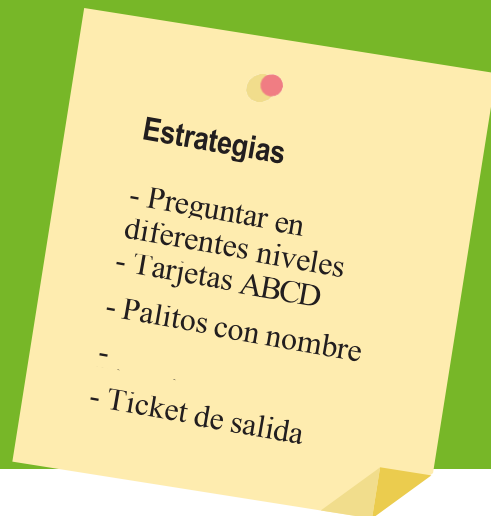 Estrategias
- Preguntar en
diferentes niveles
- Tarjetas ABCD
- Palitos con nombre
-
- Ticket de salida